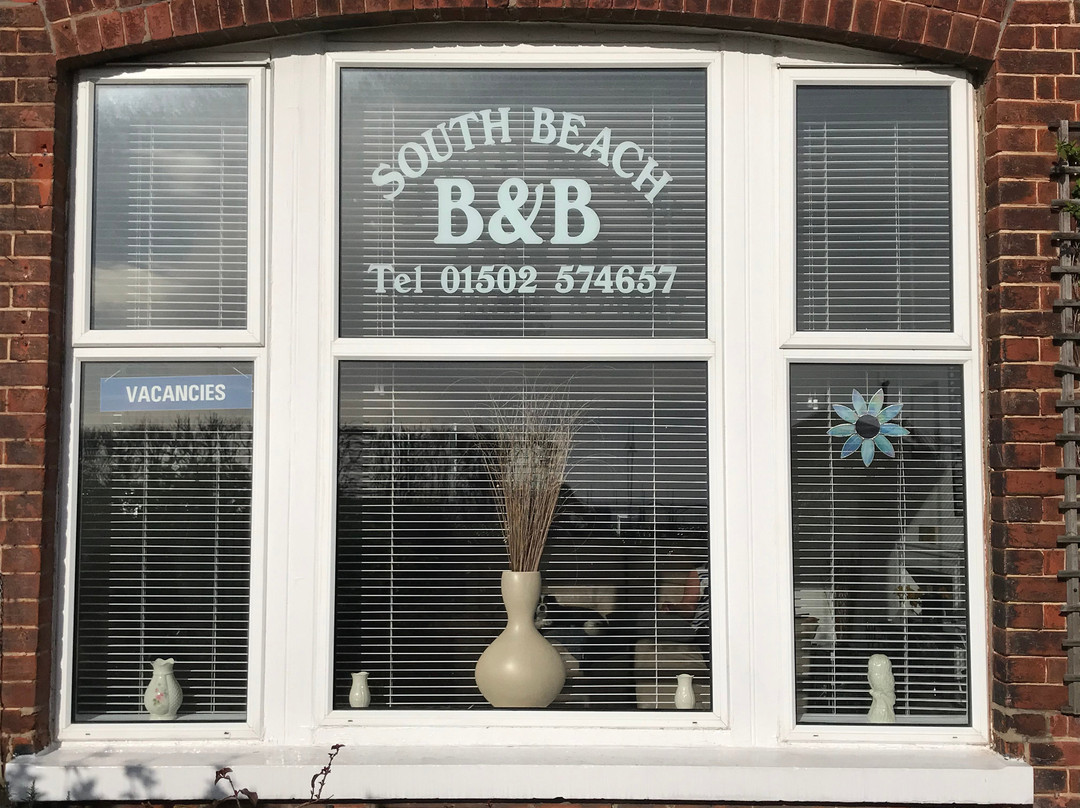 SOUTH BEACH
B&B
Tel 01502 574657
VACANCIES